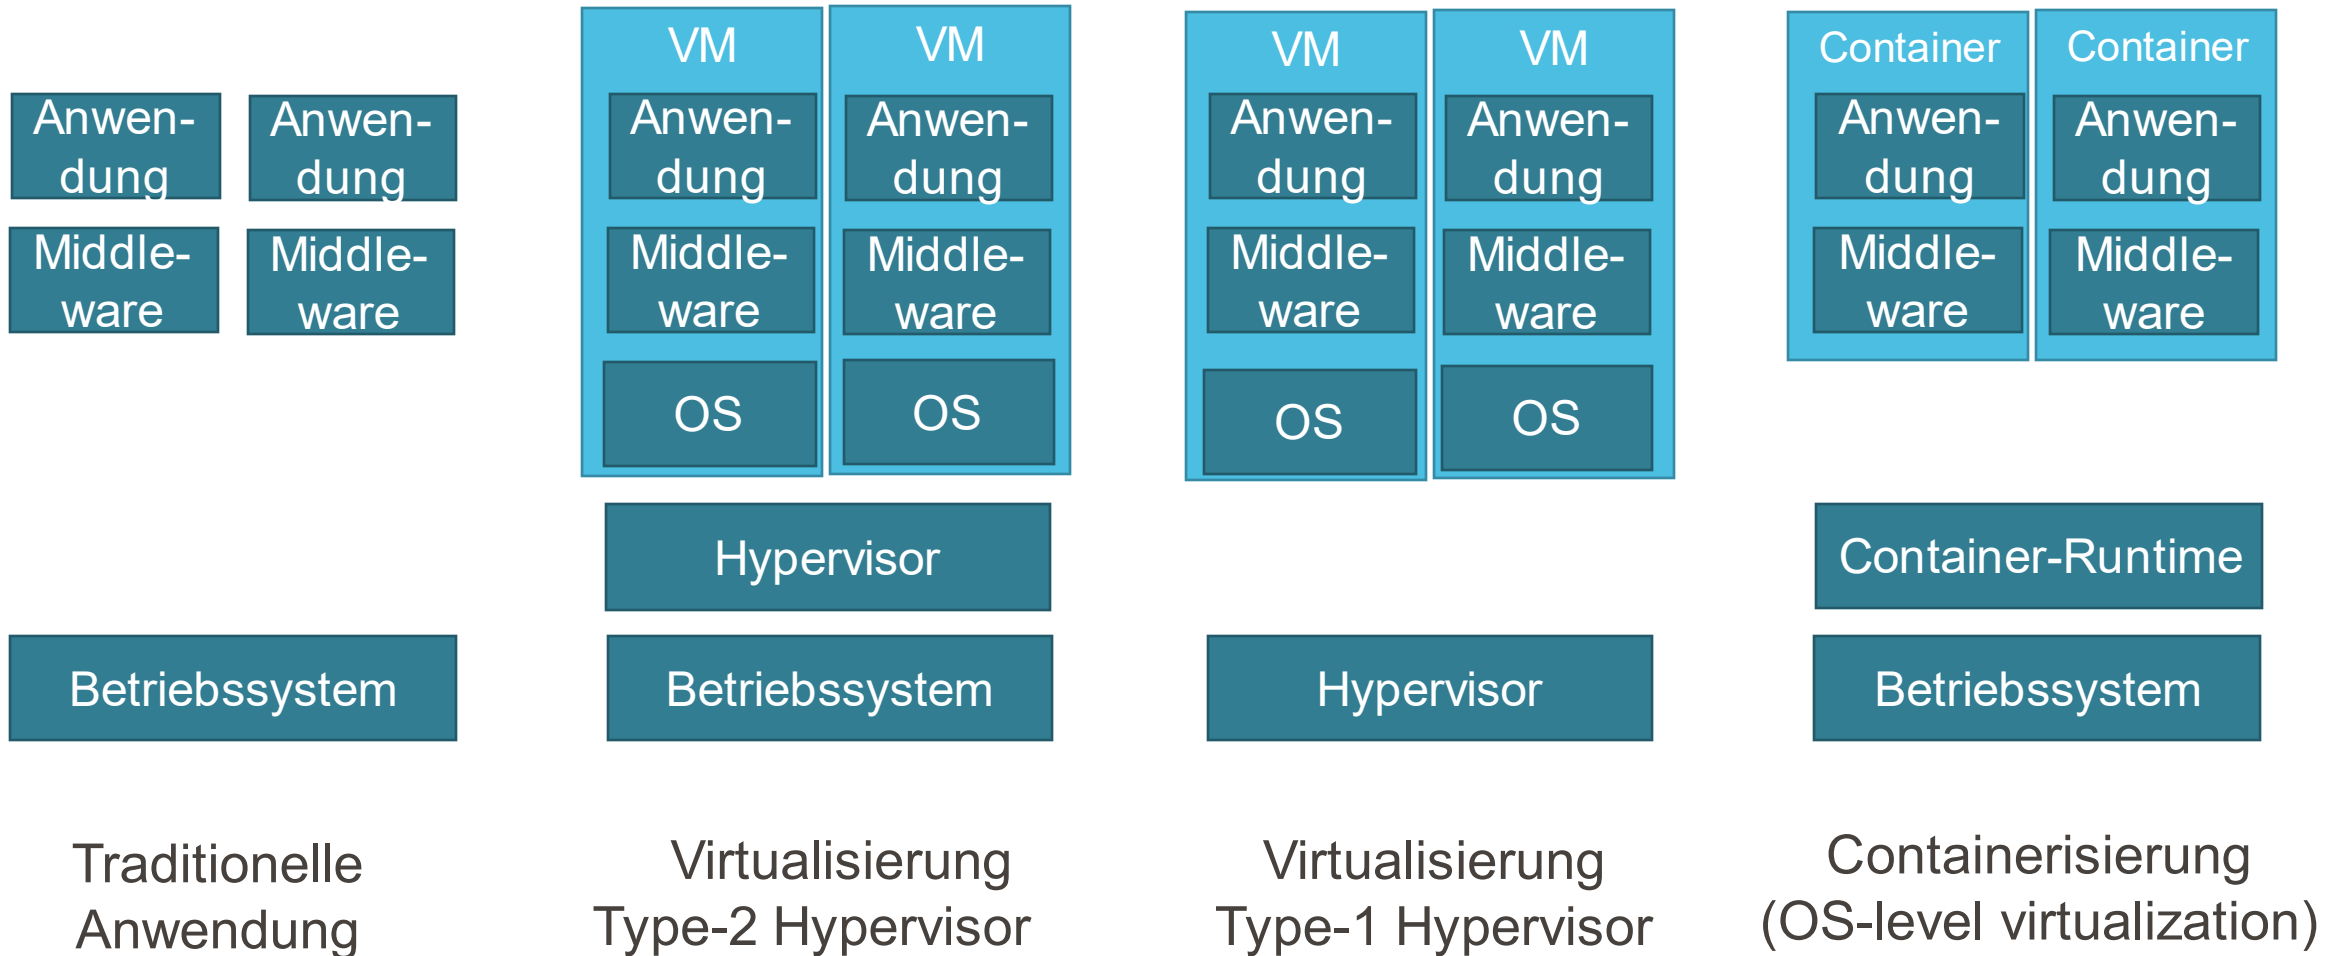 Anwen-
dung
Anwen-
dung
Middle-
ware
Middle-
ware
Betriebssystem
Traditionelle
Anwendung
VM
Anwen-
dung
Middle-
ware
OS
VM
Anwen-
dung
Middle-
ware
OS
Hypervisor
Betriebssystem
Virtualisierung
Type-2 Hypervisor
VM
Anwen-
dung
Middle-
ware
OS
VM
Anwen-
dung
Middle-
ware
OS
Hypervisor
Virtualisierung
Type-1 Hypervisor
Container
Anwen-
dung
Middle-
ware
Container
Anwen-
dung
Middle-
ware
Container-Runtime
Betriebssystem
Containerisierung
(OS-level virtualization)